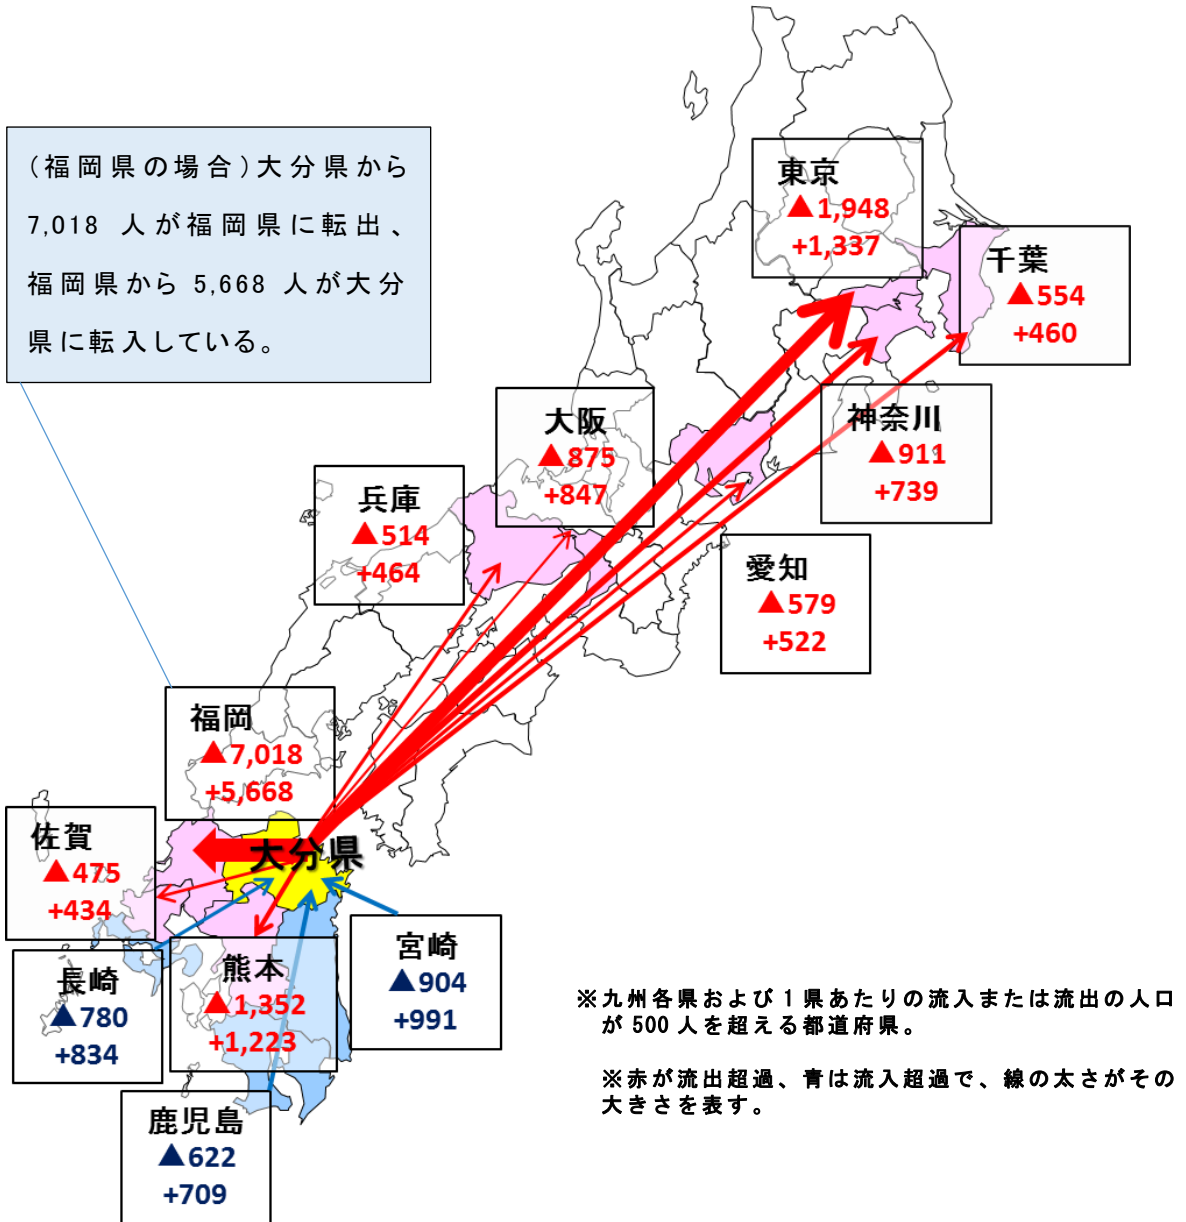 (福岡県の場合)大分県から
7,018 人が福岡県に転出、
福岡県から 5,668 人が大分
県に転入している。
東京
▲1,948
+1,337
千葉
▲554
+460
神奈川
▲911
+739
大阪
▲875
+847
兵庫
▲514
+464
愛知
▲579
+522
福岡
▲7,018
+5,668
大分県
佐賀
▲475
+434
長崎
▲780
+834
熊本
▲1,352
+1,223
宮崎
▲904
+991
鹿児島
▲622
+709
※九州各県および1県あたりの流入または流出の人口
が 500 人を超える都道府県。
※赤が流出超過、青は流入超過で、線の太さがその
大きさを表す。